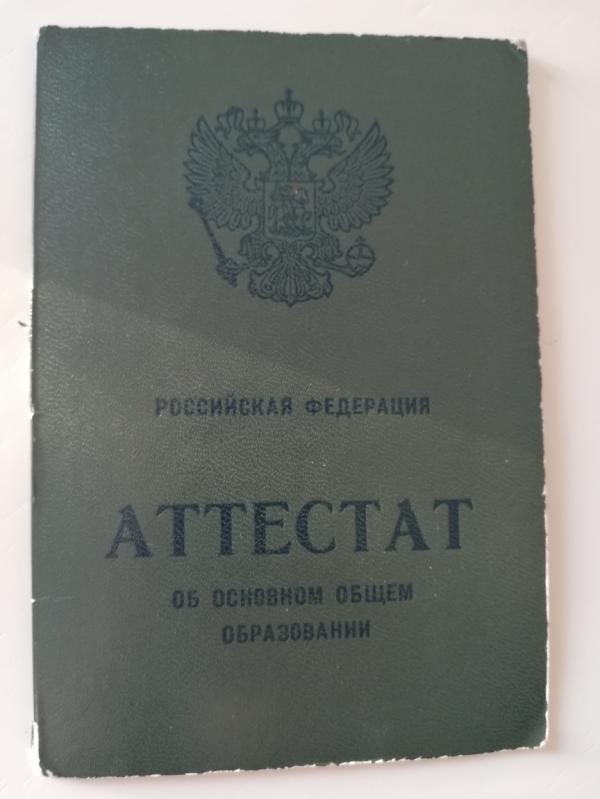 РОССИЙСКАЯ ФЕДЕРАЦИЯ
АТТЕСТАТ
ОБ ОСНОВНОМ ОБЩЕМ
ОБРАЗОВАНИИ